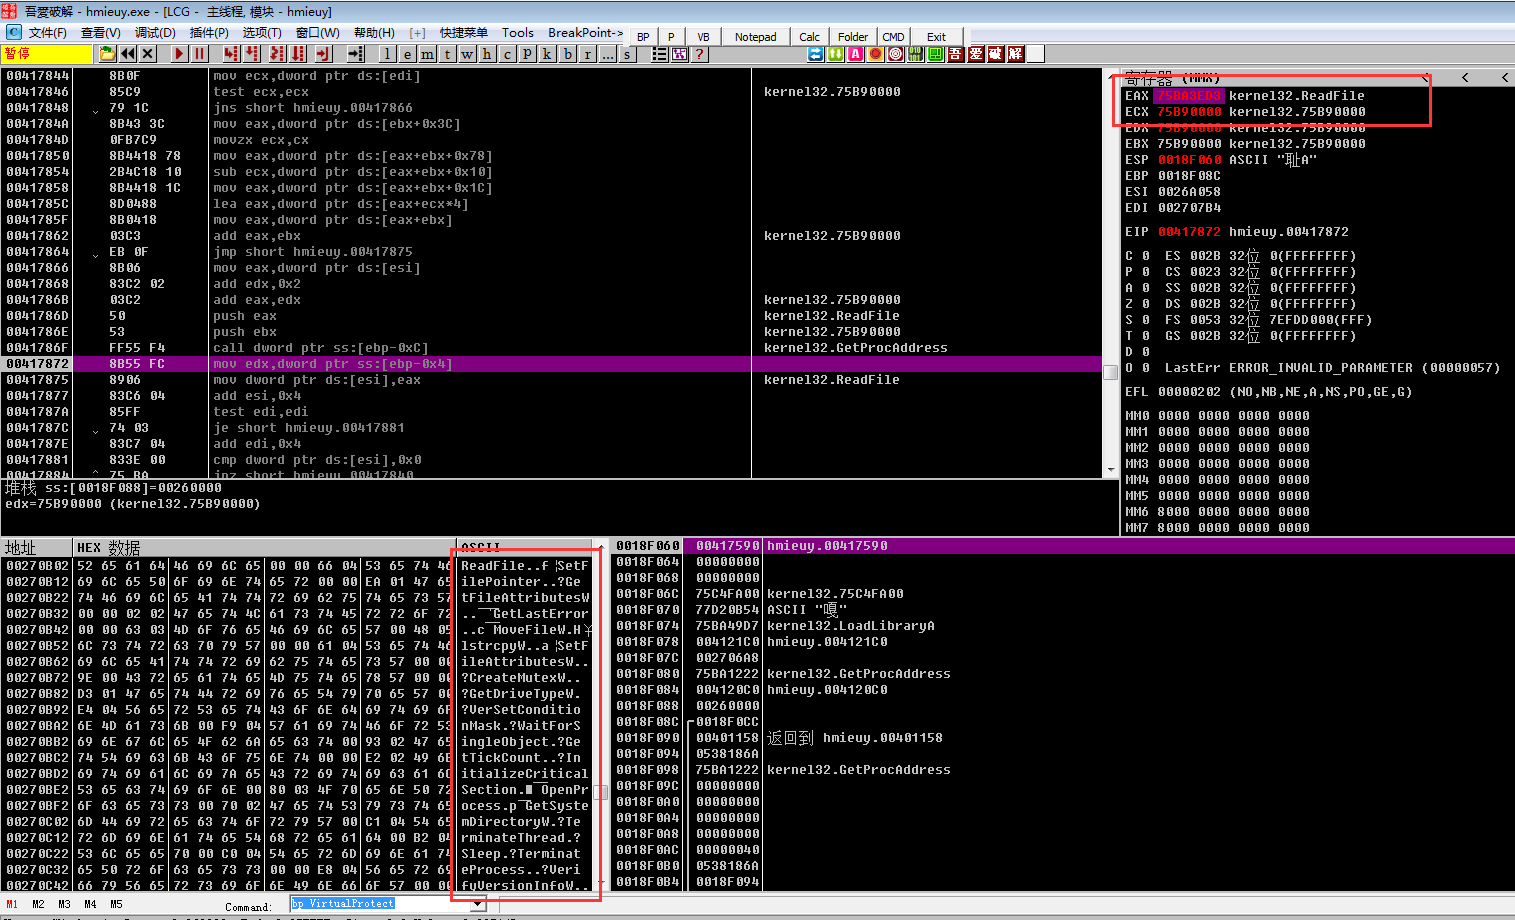 吾爱破解 - hmieuy.exe - [LCG - 主线程, 模块 - hmieuy]
文件(F) 查看(V) 调试(D) 插件(P) 选项(T) 窗口(W) 帮助(H) [+] 快捷菜单 Tools BreakPoint->
BP P VB Notepad Calc Folder CMD Exit
暂停 l e m t w h c p k b r ... s ? 吾 爱 破 解
00417844 8B0F mov ecx,dword ptr ds:[edi]
00417846 85C9 test ecx,ecx kernel32.75B90000
00417848 79 1C jns short hmieuy.00417866
0041784A 8B43 3C mov eax,dword ptr ds:[ebx+0x3C]
0041784D 0FB7C9 movzx ecx,cx
00417850 8B4418 78 mov eax,dword ptr ds:[eax+ebx+0x78]
00417854 2B4C18 10 sub ecx,dword ptr ds:[eax+ebx+0x10]
00417858 8B4418 1C mov eax,dword ptr ds:[eax+ebx+0x1C]
0041785C 8D0488 lea eax,dword ptr ds:[eax+ecx*4]
0041785F 8B0418 mov eax,dword ptr ds:[eax+ebx]
00417862 03C3 add eax,ebx kernel32.75B90000
00417864 EB 0F jmp short hmieuy.00417875
00417866 8B06 mov eax,dword ptr ds:[esi]
00417868 83C2 02 add edx,0x2
0041786B 03C2 add eax,edx kernel32.75B90000
0041786D 50 push eax kernel32.ReadFile
0041786E 53 push ebx kernel32.75B90000
0041786F FF55 F4 call dword ptr ss:[ebp-0xC] kernel32.GetProcAddress
00417872 8B55 FC mov edx,dword ptr ss:[ebp-0x4]
00417875 8906 mov dword ptr ds:[esi],eax kernel32.ReadFile
00417877 83C6 04 add esi,0x4
0041787A 85FF test edi,edi
0041787C 74 03 je short hmieuy.00417881
0041787E 83C7 04 add edi,0x4
00417881 833E 00 cmp dword ptr ds:[esi],0x0
00417884 75 BA jnz short hmieuy.00417840
堆栈 ss:[0018F088]=00260000
edx=75B90000 (kernel32.75B90000)
寄存器 (MMX) < < <
EAX 75BA3ED3 kernel32.ReadFile
ECX 75B90000 kernel32.75B90000
EDX 75B90000 kernel32.75B90000
EBX 75B90000 kernel32.75B90000
ESP 0018F060 ASCII "耻A"
EBP 0018F08C
ESI 0026A058
EDI 002707B4
EIP 00417872 hmieuy.00417872
C 0 ES 002B 32位 0(FFFFFFFF)
P 0 CS 0023 32位 0(FFFFFFFF)
A 0 SS 002B 32位 0(FFFFFFFF)
Z 0 DS 002B 32位 0(FFFFFFFF)
S 0 FS 0053 32位 7EFDD000(FFF)
T 0 GS 002B 32位 0(FFFFFFFF)
D 0
O 0 LastErr ERROR_INVALID_PARAMETER (00000057)
EFL 00000202 (NO,NB,NE,A,NS,PO,GE,G)
MM0 0000 0000 0000 0000
MM1 0000 0000 0000 0000
MM2 0000 0000 0000 0000
MM3 0000 0000 0000 0000
MM4 0000 0000 0000 0000
MM5 0000 0000 0000 0000
MM6 8000 0000 0000 0000
MM7 8000 0000 0000 0000
地址 HEX 数据 ASCII
00270B02 52 65 61 64 46 69 6C 65 00 00 66 04 53 65 74 46 ReadFile..f SetF
00270B12 69 6C 65 50 6F 69 6E 74 65 72 00 00 EA 01 47 65 ilePointer..?Ge
00270B22 74 46 69 6C 65 41 74 74 72 69 62 75 74 65 73 57 tFileAttributesW
00270B32 00 00 02 02 47 65 74 4C 61 73 74 45 72 72 6F 72 .. GetLastError
00270B42 00 00 63 03 4D 6F 76 65 46 69 6C 65 57 00 48 05 ..c MoveFileW.H
00270B52 6C 73 74 72 63 70 79 57 00 00 61 04 53 65 74 46 lstrcpyW..a SetF
00270B62 69 6C 65 41 74 74 72 69 62 75 74 65 73 57 00 00 ileAttributesW..
00270B72 9E 00 43 72 65 61 74 65 4D 75 74 65 78 57 00 00 ?CreateMutexW..
00270B82 D3 01 47 65 74 44 72 69 76 65 54 79 70 65 57 00 ?GetDriveTypeW.
00270B92 E4 04 56 65 72 53 65 74 43 6F 6E 64 69 74 69 6F ?VerSetConditio
00270BA2 6E 4D 61 73 6B 00 F9 04 57 61 69 74 46 6F 72 53 nMask.?WaitForS
00270BB2 69 6E 67 6C 65 4F 62 6A 65 63 74 00 93 02 47 65 ingleObject.?Ge
00270BC2 74 54 69 63 6B 43 6F 75 6E 74 00 00 E2 02 49 6E tTickCount..?In
00270BD2 69 74 69 61 6C 69 7A 65 43 72 69 74 69 63 61 6C itializeCritical
00270BE2 53 65 63 74 69 6F 6E 00 80 03 4F 70 65 6E 50 72 Section. OpenPr
00270BF2 6F 63 65 73 73 00 70 02 47 65 74 53 79 73 74 65 ocess.p GetSyste
00270C02 6D 44 69 72 65 63 74 6F 72 79 57 00 C1 04 54 65 mDirectoryW.?Te
00270C12 72 6D 69 6E 61 74 65 54 68 72 65 61 64 00 B2 04 rminateThread.?
00270C22 53 6C 65 65 70 00 C0 04 54 65 72 6D 69 6E 61 74 Sleep.?Terminat
00270C32 65 50 72 6F 63 65 73 73 00 00 E8 04 56 65 72 69 eProcess..?Veri
00270C42 66 79 56 65 72 73 69 6F 6E 49 6E 66 6F 57 00 00 fyVersionInfoW..
0018F060 00417590 hmieuy.00417590
0018F064 00000000
0018F068 00000000
0018F06C 75C4FA00 kernel32.75C4FA00
0018F070 77D20B54 ASCII "嘎"
0018F074 75BA49D7 kernel32.LoadLibraryA
0018F078 004121C0 hmieuy.004121C0
0018F07C 002706A8
0018F080 75BA1222 kernel32.GetProcAddress
0018F084 004120C0 hmieuy.004120C0
0018F088 00260000
0018F08C 0018F0CC
0018F090 00401158 返回到 hmieuy.00401158
0018F094 0538186A
0018F098 75BA1222 kernel32.GetProcAddress
0018F09C 00000000
0018F0A0 00000000
0018F0A4 00000000
0018F0A8 00000000
0018F0AC 00000040
0018F0B0 0538186A
0018F0B4 0018F094
M1 M2 M3 M4 M5 Command: bp VirtualProtect